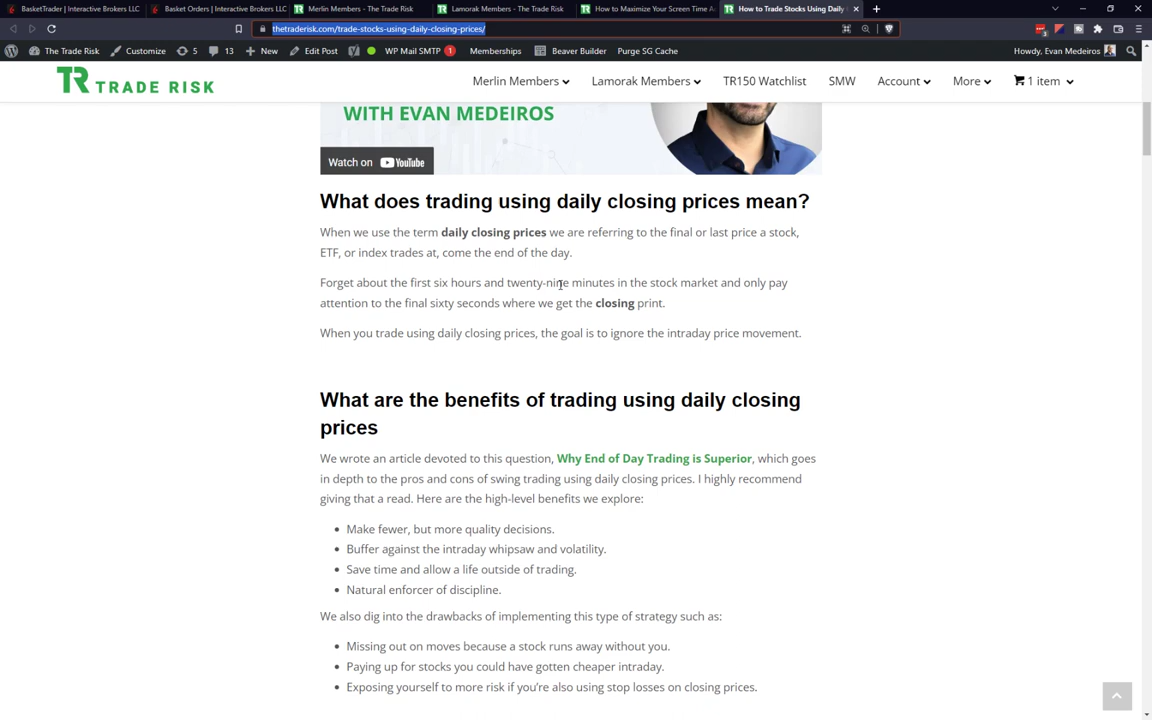 BasketTrader | Interactive Brokers LLC
Basket Orders | Interactive Brokers LLC
Merlin Members - The Trade Risk
Lamorak Members - The Trade Risk
How to Maximize Your Screen Time A
How to Trade Stocks Using Daily
thetraderisk.com/trade-stocks-using-daily-closing-prices/
The Trade Risk
Customize
5
13
New
Edit Post
WP Mail SMTP 1
Memberships
Beaver Builder
Purge SG Cache
Howdy, Evan Medeiros
TR TRADE RISK
Merlin Members
Lamorak Members
TR150 Watchlist
SMW
Account
More
1 item
WITH EVAN MEDEIROS
Watch on YouTube
What does trading using daily closing prices mean?
When we use the term daily closing prices we are referring to the final or last price a stock,
ETF, or index trades at, come the end of the day.
Forget about the first six hours and twenty-nine minutes in the stock market and only pay
attention to the final sixty seconds where we get the closing print.
When you trade using daily closing prices, the goal is to ignore the intraday price movement.
What are the benefits of trading using daily closing
prices
We wrote an article devoted to this question, Why End of Day Trading is Superior, which goes
in depth to the pros and cons of swing trading using daily closing prices. I highly recommend
giving that a read. Here are the high-level benefits we explore:
Make fewer, but more quality decisions.
Buffer against the intraday whipsaw and volatility.
Save time and allow a life outside of trading.
Natural enforcer of discipline.
We also dig into the drawbacks of implementing this type of strategy such as:
Missing out on moves because a stock runs away without you.
Paying up for stocks you could have gotten cheaper intraday.
Exposing yourself to more risk if you're also using stop losses on closing prices.